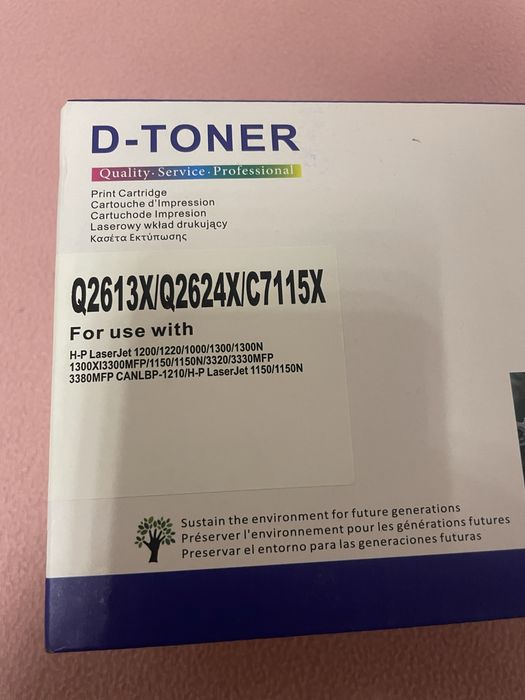 D-TONER
Quality·Service·Professional
Print Cartridge
Cartouche d'Impression
Cartuchode Impresion
Laserowy wkład drukujący
Κασέτα Εκτύπωσης
Q2613X/Q2624X/C7115X
For use with
H-P LaserJet 1200/1220/1000/1300/1300N
1300XI3300MFP/1150/1150N/3320/3330MFP
3380MFP CANLBP-1210/H-P LaserJet 1150/1150N
Sustain the environment for future generations
Préserver l'environnement pour les générations futures
Preservar el entorno para las generaciones futuras